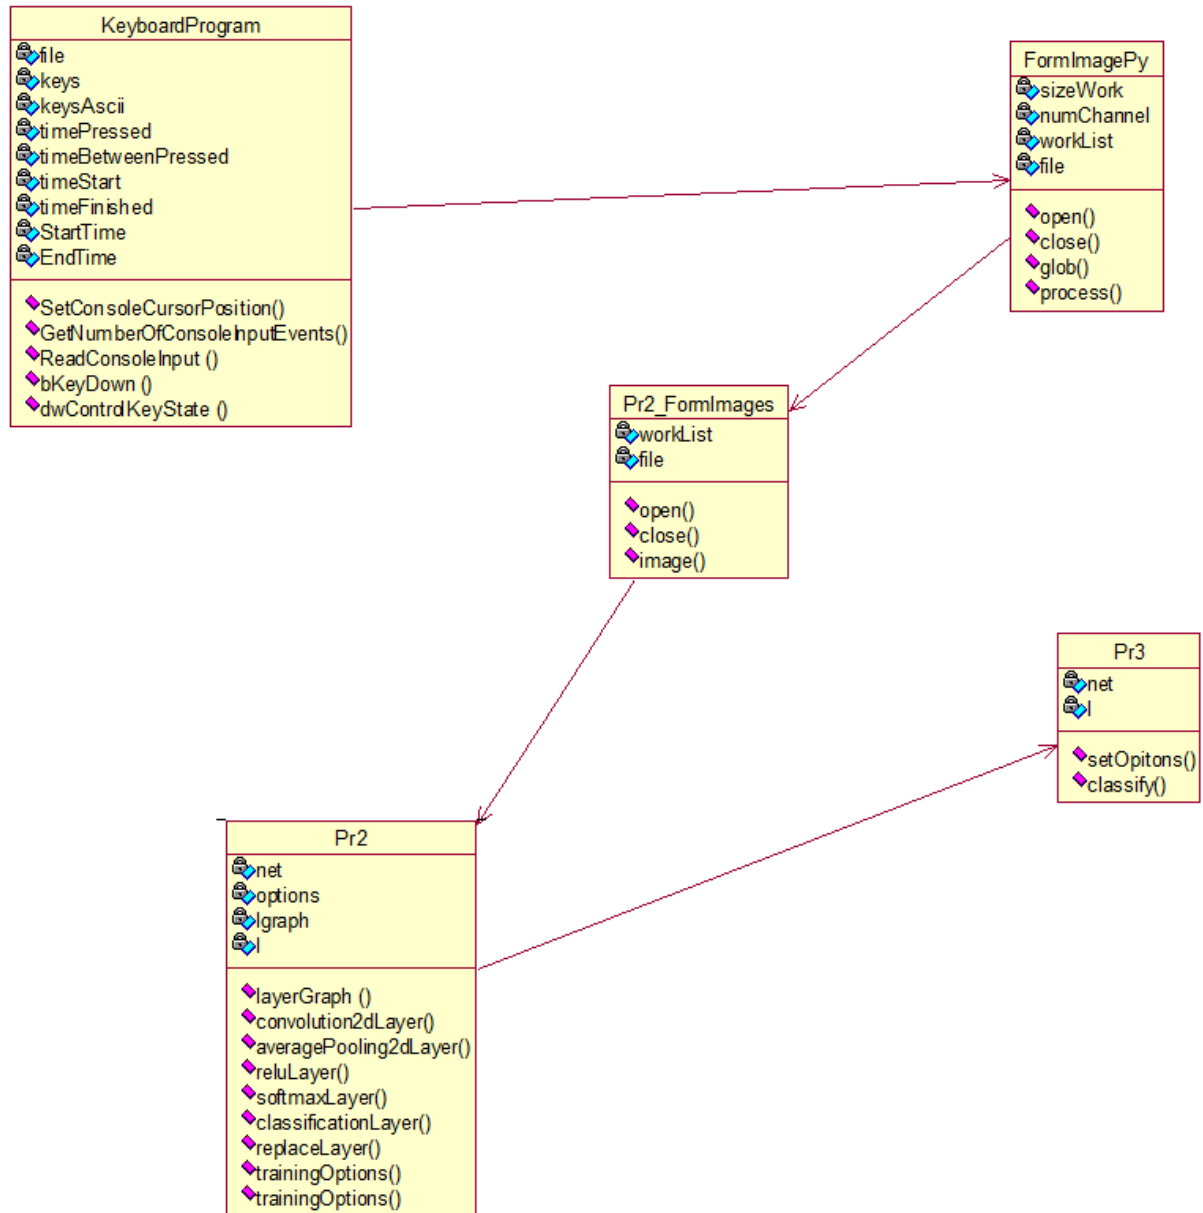 KeyboardProgram
file
keys
keysAscii
timePressed
timeBetweenPressed
timeStart
timeFinished
StartTime
EndTime
SetConsoleCursorPosition()
GetNumberOfConsoleInputEvents()
ReadConsoleInput ()
bKeyDown ()
dwControlKeyState ()
FormImagePy
sizeWork
numChannel
workList
file
open()
close()
glob()
process()
Pr2_FormImages
workList
file
open()
close()
image()
Pr3
net
l
setOpitons()
classify()
Pr2
net
options
lgraph
l
layerGraph ()
convolution2dLayer()
averagePooling2dLayer()
reluLayer()
softmaxLayer()
classificationLayer()
replaceLayer()
trainingOptions()
trainingOptions()